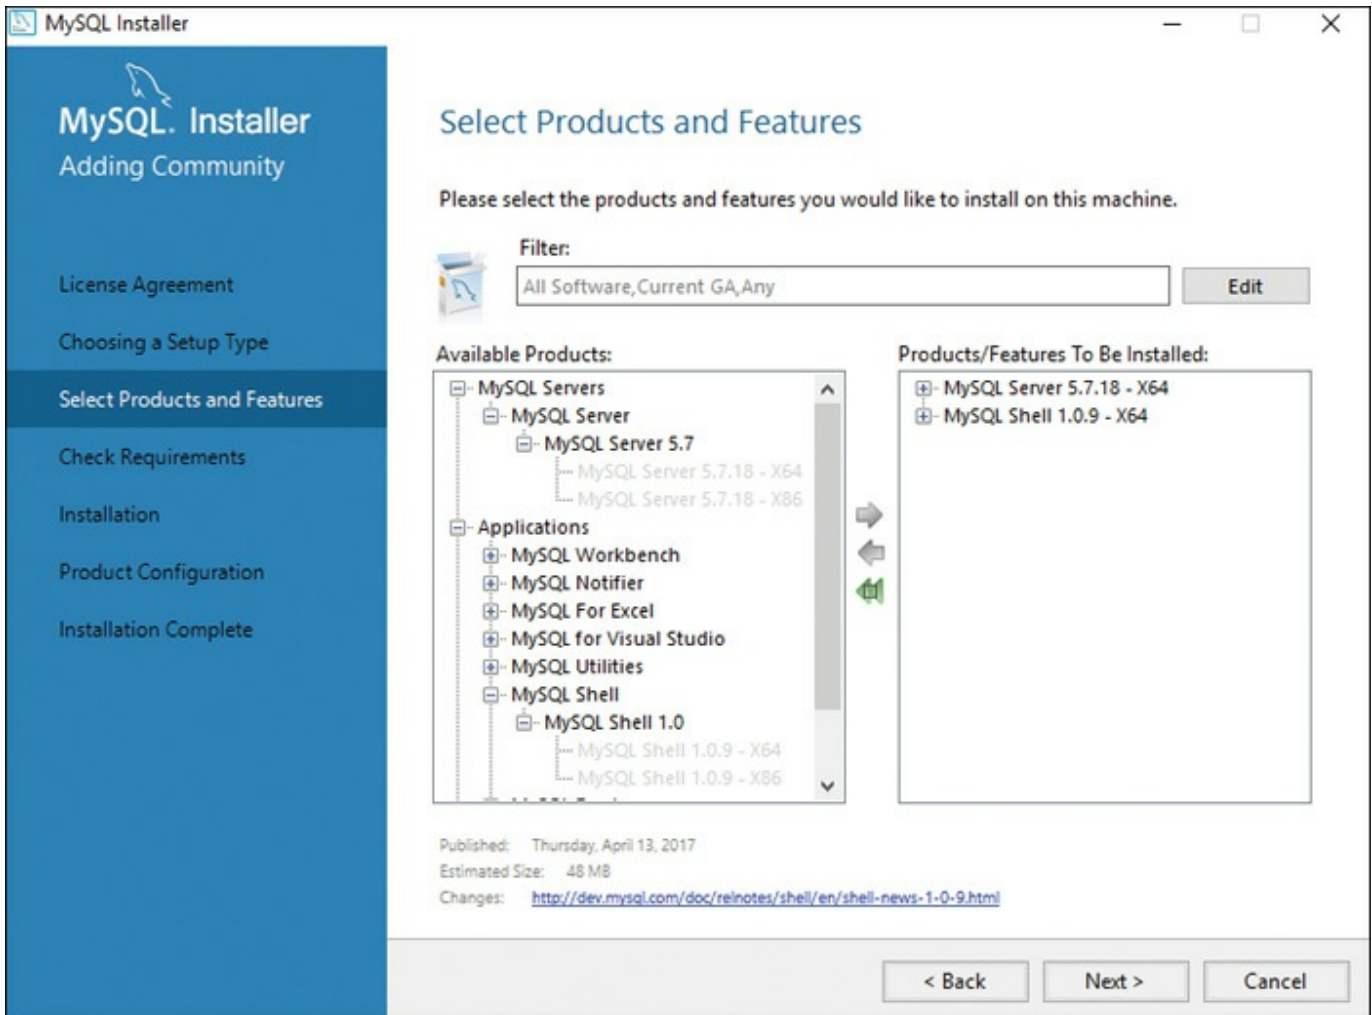 MySQL Installer
MySQL. Installer
Adding Community
License Agreement
Choosing a Setup Type
Select Products and Features
Check Requirements
Installation
Product Configuration
Installation Complete
Select Products and Features
Please select the products and features you would like to install on this machine.
Filter:
All Software,Current GA,Any
Edit
Available Products:
MySQL Servers
MySQL Server
MySQL Server 5.7
MySQL Server 5.7.18 - X64
MySQL Server 5.7.18 - X86
Applications
MySQL Workbench
MySQL Notifier
MySQL For Excel
MySQL for Visual Studio
MySQL Utilities
MySQL Shell
MySQL Shell 1.0
MySQL Shell 1.0.9 - X64
MySQL Shell 1.0.9 - X86
Products/Features To Be Installed:
MySQL Server 5.7.18 - X64
MySQL Shell 1.0.9 - X64
Published: Thursday, April 13, 2017
Estimated Size: 48 MB
Changes: http://dev.mysql.com/doc/relnotes/shell/en/shell-news-1-0-9.html
< Back
Next >
Cancel